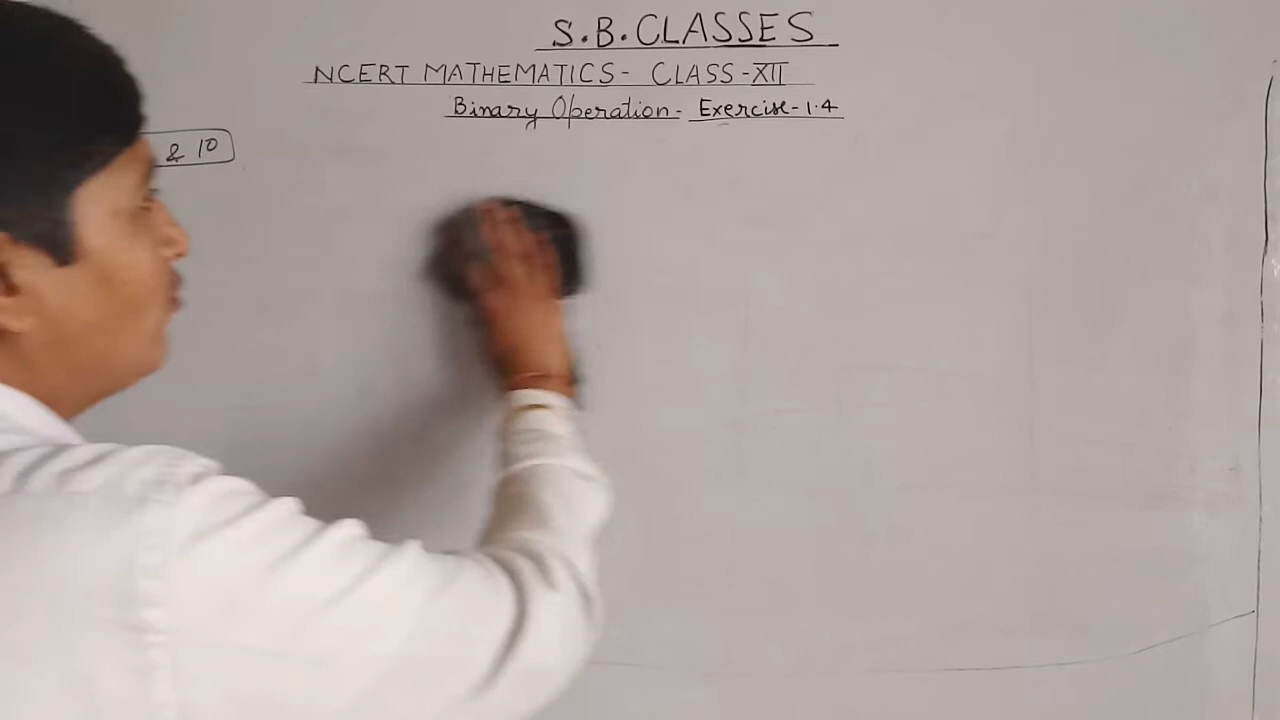 S.B. CLASSES
NCERT MATHEMATICS - CLASS-XII
Binary Operation - Exercise - 1.4
& 10